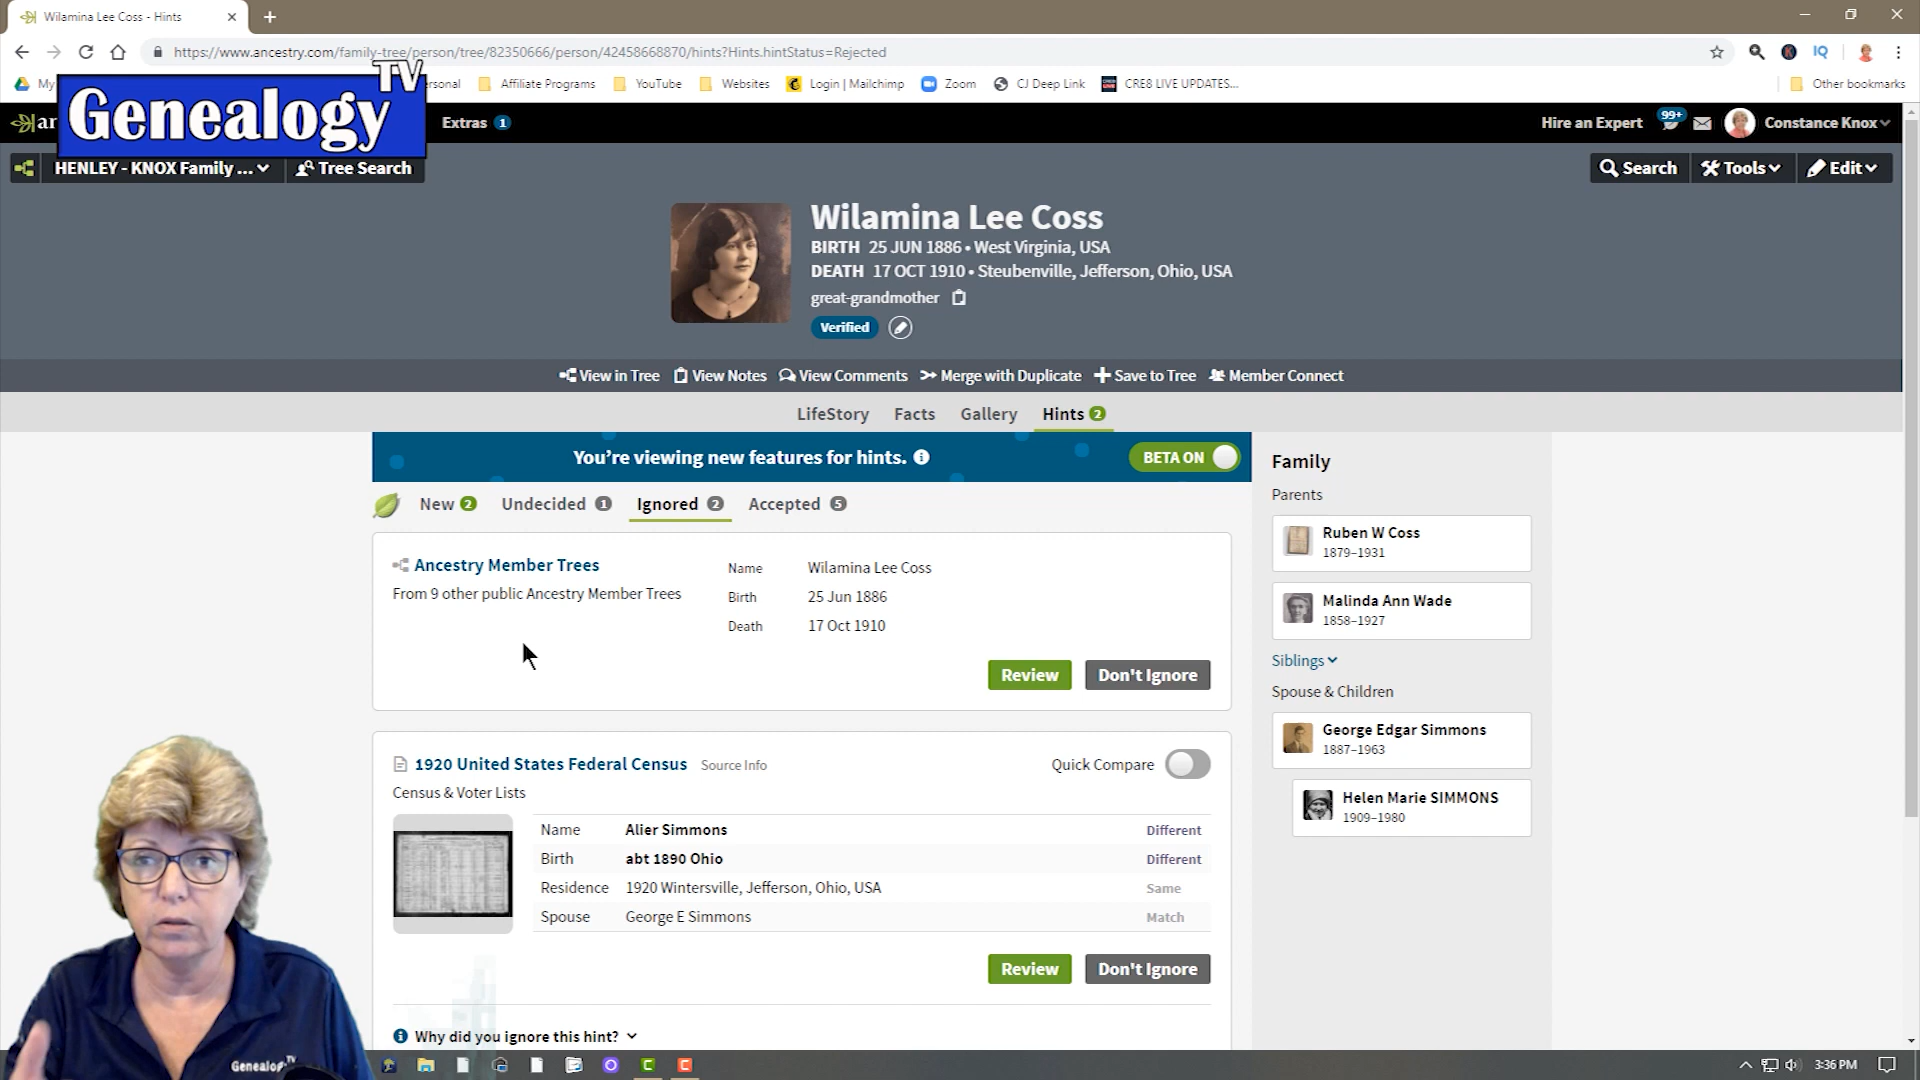 Wilamina Lee Coss - Hints
https://www.ancestry.com/family-tree/person/tree/82350666/person/42458668870/hints?Hints.hintStatus=Rejected
My
ersonal
Affiliate Programs
YouTube
Websites
Login | Mailchimp
Zoom
CJ Deep Link
CRE8 LIVE UPDATES...
Other bookmarks
Genealogy TV
an
Extras 1
Hire an Expert
99+
Constance Knox
HENLEY - KNOX Family ...
Tree Search
Search
Tools
Edit
Wilamina Lee Coss
BIRTH 25 JUN 1886 • West Virginia, USA
DEATH 17 OCT 1910 • Steubenville, Jefferson, Ohio, USA
great-grandmother
Verified
View in Tree
View Notes
View Comments
Merge with Duplicate
Save to Tree
Member Connect
LifeStory
Facts
Gallery
Hints 2
You're viewing new features for hints.
BETA ON
New 2
Undecided 1
Ignored 2
Accepted 5
Ancestry Member Trees
From 9 other public Ancestry Member Trees
Name Wilamina Lee Coss
Birth 25 Jun 1886
Death 17 Oct 1910
Review
Don't Ignore
1920 United States Federal Census Source Info
Quick Compare
Census & Voter Lists
Name Alier Simmons Different
Birth abt 1890 Ohio Different
Residence 1920 Wintersville, Jefferson, Ohio, USA Same
Spouse George E Simmons Match
Review
Don't Ignore
Why did you ignore this hint?
Family
Parents
Ruben W Coss
1879–1931
Malinda Ann Wade
1858–1927
Siblings
Spouse & Children
George Edgar Simmons
1887–1963
Helen Marie SIMMONS
1909–1980
Genealogy TV
3:36 PM